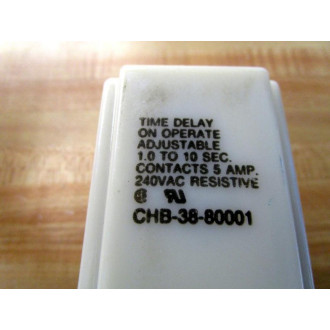 TIME DELAY
ON OPERATE
ADJUSTABLE
1.0 TO 10 SEC.
CONTACTS 5 AMP.
240VAC RESISTIVE
CHB-38-80001